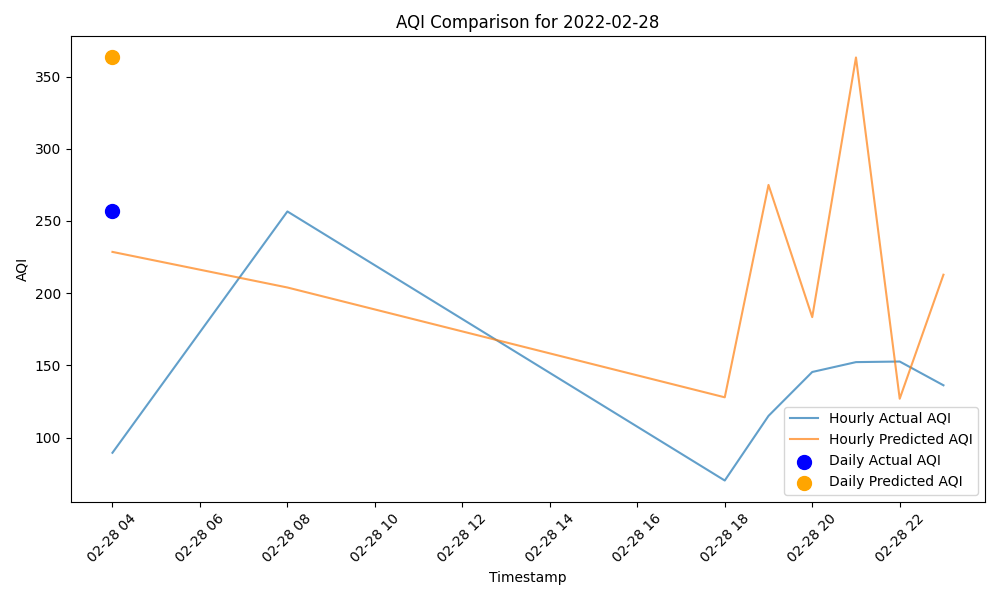 AQI Comparison for 2022-02-28
AQI
350
300
250
200
150
100
Hourly Actual AQI
Hourly Predicted AQI
Daily Actual AQI
Daily Predicted AQI
02-28 04
02-28 06
02-28 08
02-28 10
02-28 12
02-28 14
02-28 16
02-28 18
02-28 20
02-28 22
Timestamp